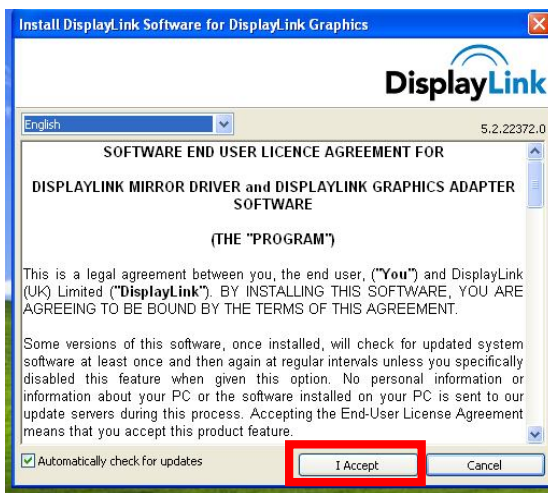 Install DisplayLink Software for DisplayLink Graphics
DisplayLink
English
5.2.22372.0
SOFTWARE END USER LICENCE AGREEMENT FOR
DISPLAYLINK MIRROR DRIVER and DISPLAYLINK GRAPHICS ADAPTER
SOFTWARE
(THE "PROGRAM")
This is a legal agreement between you, the end user, ("You") and DisplayLink
(UK) Limited ("DisplayLink"). BY INSTALLING THIS SOFTWARE, YOU ARE
AGREEING TO BE BOUND BY THE TERMS OF THIS AGREEMENT.
Some versions of this software, once installed, will check for updated system
software at least once and then again at regular intervals unless you specifically
disabled this feature when given this option. No personal information or
information about your PC or the software installed on your PC is sent to our
update servers during this process. Accepting the End-User License Agreement
means that you accept this product feature.
Automatically check for updates
I Accept
Cancel